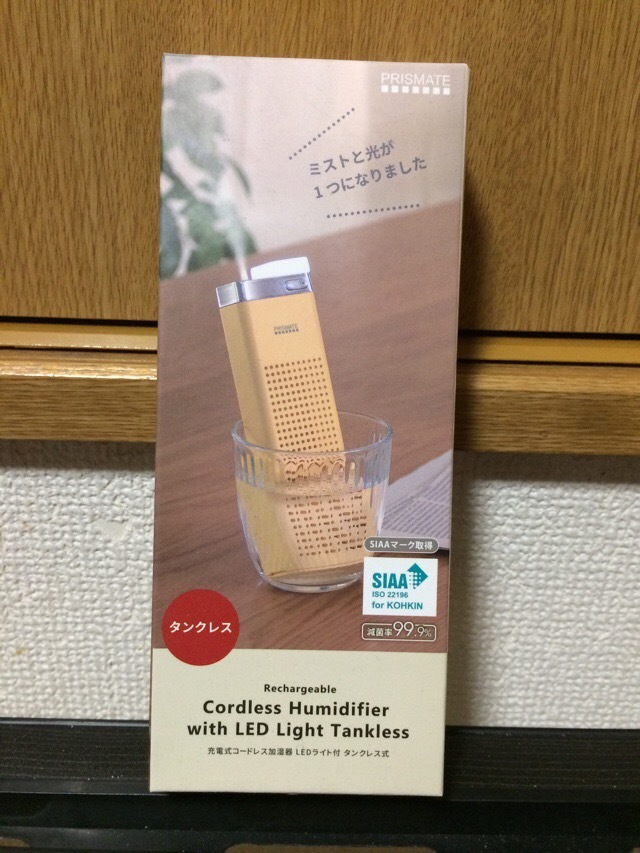 PRISMATE
ミストと光が
1つになりました
PRISMATE
SIAAマーク取得
SIAA
ISO 22196
for KOHKIN
減菌率99.9%
タンクレス
Rechargeable
Cordless Humidifier
with LED Light Tankless
充電式コードレス加湿器 LEDライト付 タンクレス式